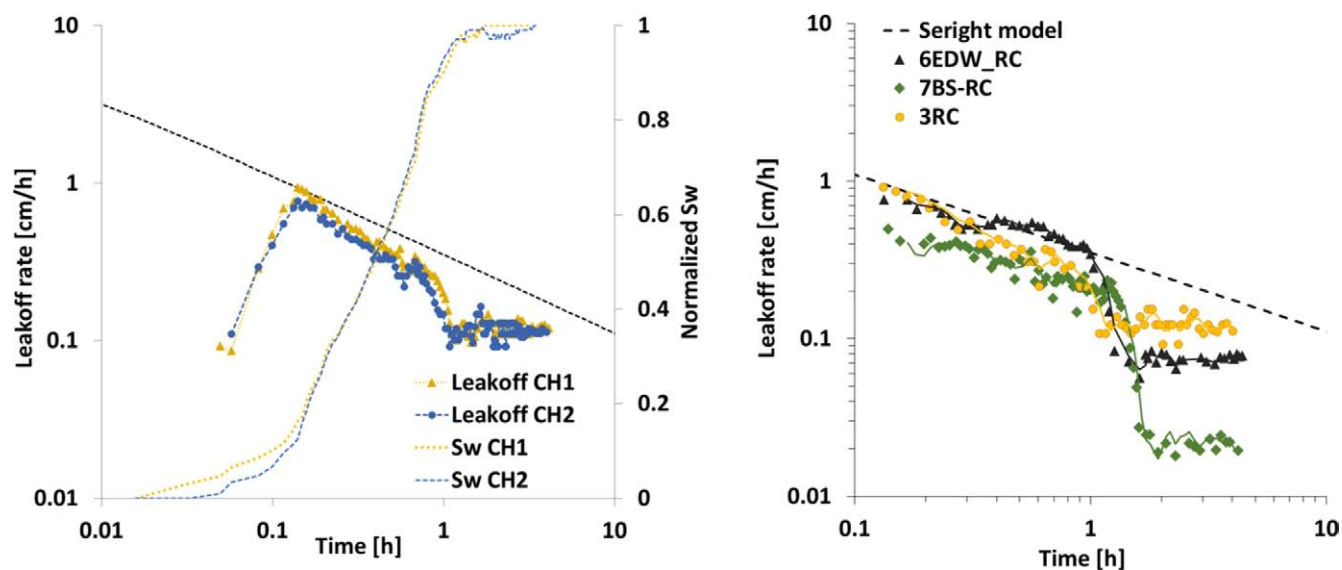 10
1
0.1
0.01
Leakoff rate [cm/h]
0.01
0.1
1
10
Time [h]
1
0.8
0.6
0.4
0.2
0
Normalized Sw
Leakoff CH1
Leakoff CH2
Sw CH1
Sw CH2
10
1
0.1
0.01
Leakoff rate [cm/h]
0.1
1
10
Time [h]
Seright model
6EDW_RC
7BS-RC
3RC